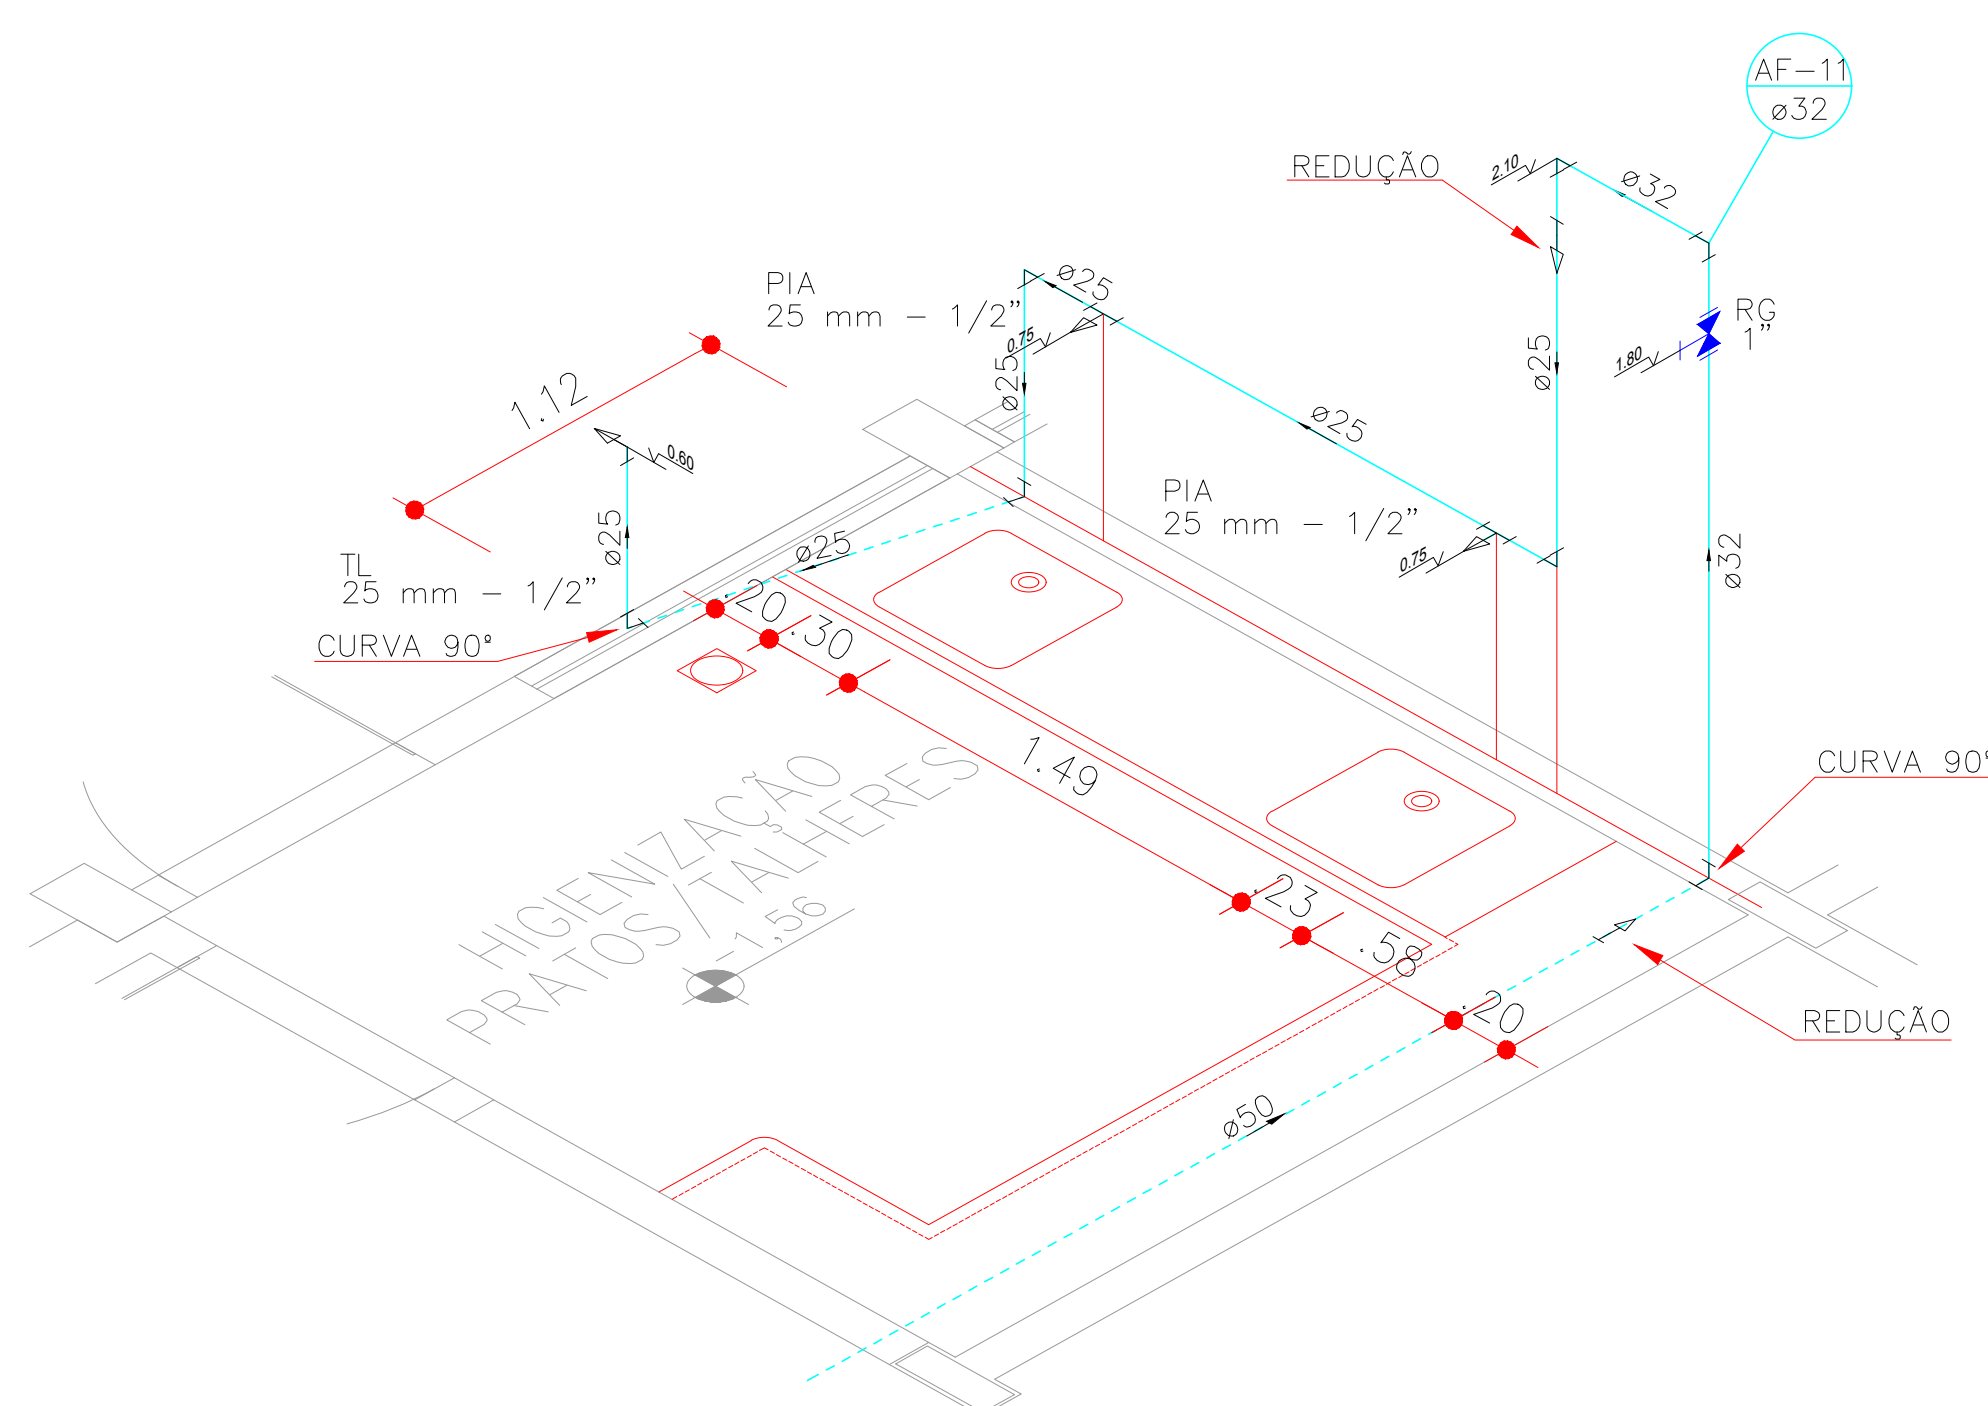 AF-11
ø32
REDUÇÃO
2.10
ø32
PIA
25 mm - 1/2"
ø25
0.75
ø25
RG
1"
1.80
ø25
1.12
ø25
PIA
25 mm - 1/2"
0.75
0.60
ø25
ø25
ø32
TL
25 mm - 1/2"
CURVA 90º
.20
.30
1.49
CURVA 90º
HIGIENIZAÇÃO
PRATOS/TALHERES
-1,56
.23
.58
.20
REDUÇÃO
ø50